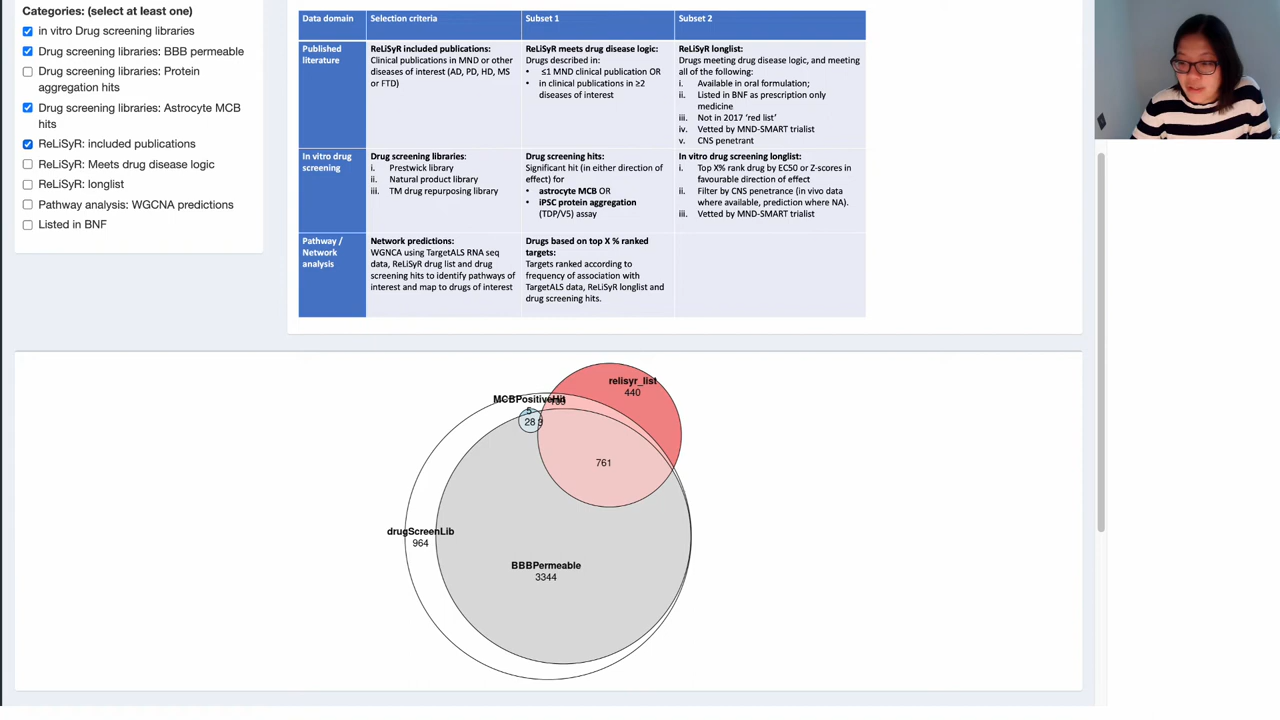 Categories: (select at least one)
in vitro Drug screening libraries
Drug screening libraries: BBB permeable
Drug screening libraries: Protein
aggregation hits
Drug screening libraries: Astrocyte MCB
hits
ReLiSyR: included publications
ReLiSyR: Meets drug disease logic
ReLiSyR: longlist
Pathway analysis: WGCNA predictions
Listed in BNF
Data domain
Selection criteria
Subset 1
Subset 2
Published
literature
ReLiSyR included publications:
Clinical publications in MND or other
diseases of interest (AD, PD, HD, MS
or FTD)
ReLiSyR meets drug disease logic:
Drugs described in:
• ≤1 MND clinical publication OR
• in clinical publications in ≥2
diseases of interest
ReLiSyR longlist:
Drugs meeting drug disease logic, and meeting
all of the following:
i. Available in oral formulation;
ii. Listed in BNF as prescription only
medicine
iii. Not in 2017 'red list'
iv. Vetted by MND-SMART trialist
v. CNS penetrant
In vitro drug
screening
Drug screening libraries:
i. Prestwick library
ii. Natural product library
iii. TM drug repurposing library
Drug screening hits:
Significant hit (in either direction of
effect) for
• astrocyte MCB OR
• iPSC protein aggregation
(TDP/V5) assay
In vitro drug screening longlist:
i. Top X% rank drug by EC50 or Z-scores in
favourable direction of effect
ii. Filter by CNS penetrance (in vivo data
where available, prediction where NA).
iii. Vetted by MND-SMART trialist
Pathway /
Network
analysis
Network predictions:
WGNCA using TargetALS RNA seq
data, ReLiSyR drug list and drug
screening hits to identify pathways of
interest and map to drugs of interest
Drugs based on top X % ranked
targets:
Targets ranked according to
frequency of association with
TargetALS data, ReLiSyR longlist and
drug screening hits.
relisyr_list
440
MCBPositiveHit
5
28
3
761
drugScreenLib
964
BBBPermeable
3344